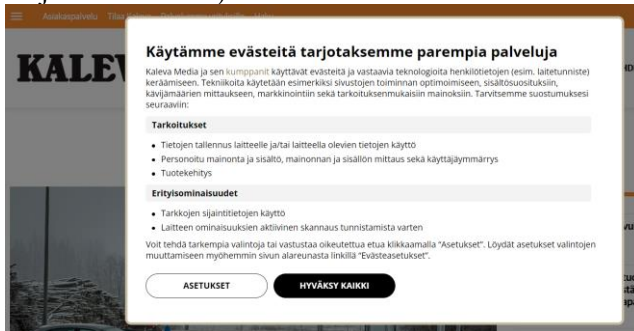 Asiakaspalvelu
KALEV
Käytämme evästeitä tarjotaksemme parempia palveluja
Kaleva Media ja sen kumppanit käyttävät evästeitä ja vastaavia teknologioita henkilötietojen (esim. laitetunniste)
keräämiseen. Tekniikoita käytetään esimerkiksi sivustojen toiminnan optimoimiseen, sisältösuosituksiin,
kävijämäärien mittaukseen, markkinointiin sekä tarkoituksenmukaisiin mainoksiin. Tarvitsemme suostumuksesi
seuraaviin:
Tarkoitukset
• Tietojen tallennus laitteelle ja/tai laitteella olevien tietojen käyttö
• Personoitu mainonta ja sisältö, mainonnan ja sisällön mittaus sekä käyttäjäymmärrys
• Tuotekehitys
Erityisominaisuudet
• Tarkkojen sijaintitietojen käyttö
• Laitteen ominaisuuksien aktiivinen skannaus tunnistamista varten
Voit tehdä tarkempia valintoja tai vastustaa oikeutettua etua klikkaamalla "Asetukset". Löydät asetukset valintojen
muuttamiseen myöhemmin sivun alareunasta linkillä "Evästeasetukset".
ASETUKSET HYVÄKSY KAIKKI